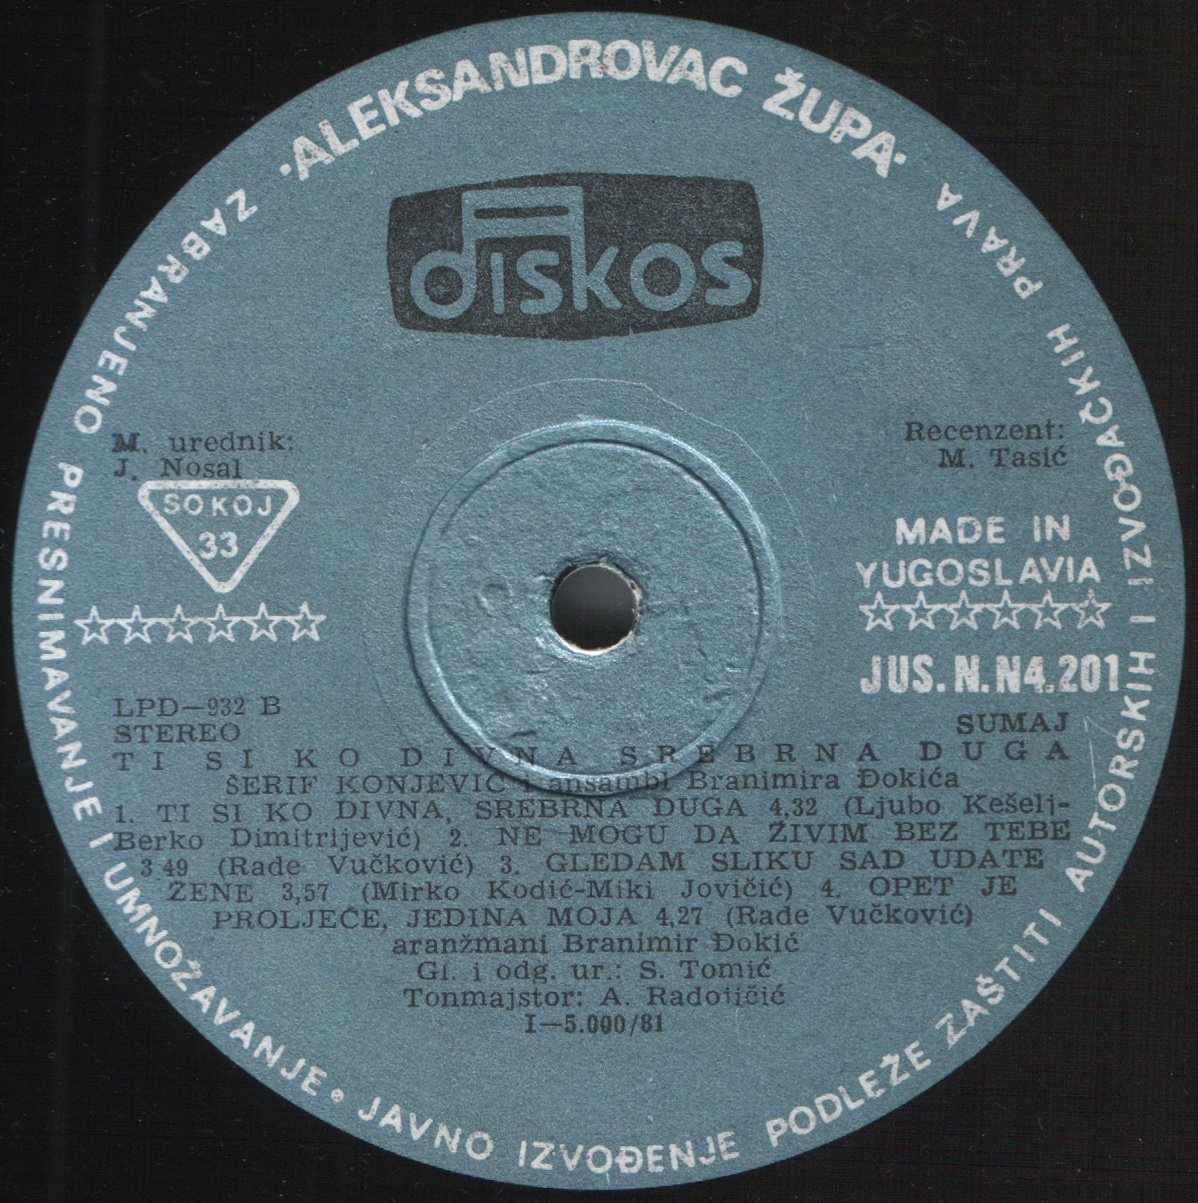 ·ALEKSANDROVAC ŽUPA·
DISKOS
ZABRANJENO PRESNIMAVANJE I UMNOŽAVANJE • JAVNO IZVOĐENJE PODLEŽE ZAŠTITI AUTORSKIH I IZVOĐAČKIH PRAVA
M. urednik:
J. Nosal
SOKOJ
33
Recenzent:
M. Tasić
MADE IN
YUGOSLAVIA
JUS.N.N4.201
LPD—932 B
STEREO
SUMAJ
TI SI KO DIVNA SREBRNA DUGA
ŠERIF KONJEVIĆ i ansambl Branimira Đokića
1. TI SI KO DIVNA, SREBRNA DUGA 4,32 (Ljubo Kešelj-
Berko Dimitrijević) 2. NE MOGU DA ŽIVIM BEZ TEBE
3 49 (Rade Vučković) 3. GLEDAM SLIKU SAD UDATE
ŽENE 3,57 (Mirko Kodić-Miki Jovičić) 4. OPET JE
PROLJEĆE, JEDINA MOJA 4,27 (Rade Vučković)
aranžmani Branimir Đokić
Gl. i odg. ur.: S. Tomić
Tonmajstor: A. Radojičić
I—5.000/81